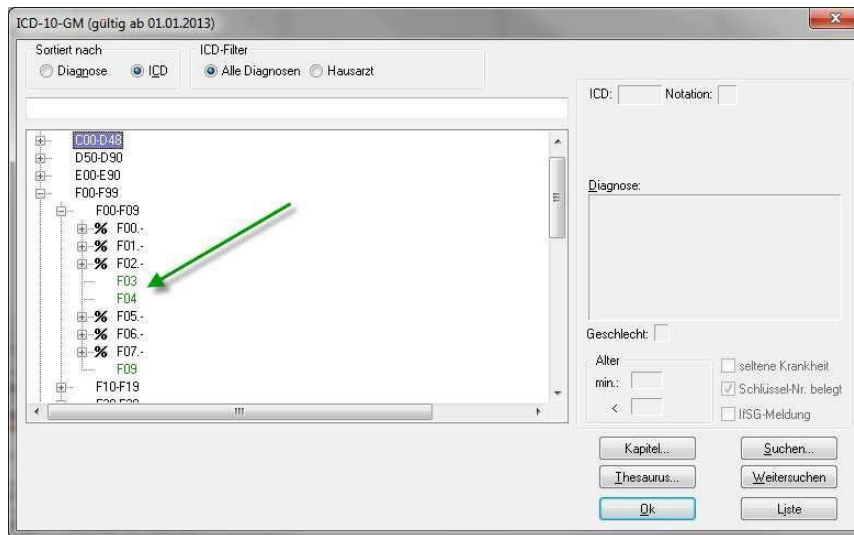 ICD-10-GM (gültig ab 01.01.2013)
Sortiert nach
Diagnose ICD
ICD-Filter
Alle Diagnosen Hausarzt
C00-D48
D50-D90
E00-E90
F00-F99
F00-F09
% F00.-
% F01.-
% F02.-
F03
F04
% F05.-
% F06.-
% F07.-
F09
F10-F19
ICD: Notation:
Diagnose:
Geschlecht:
Alter
min.:
<
seltene Krankheit
Schlüssel-Nr. belegt
IfSG-Meldung
Kapitel... Suchen...
Thesaurus... Weitersuchen
Ok Liste